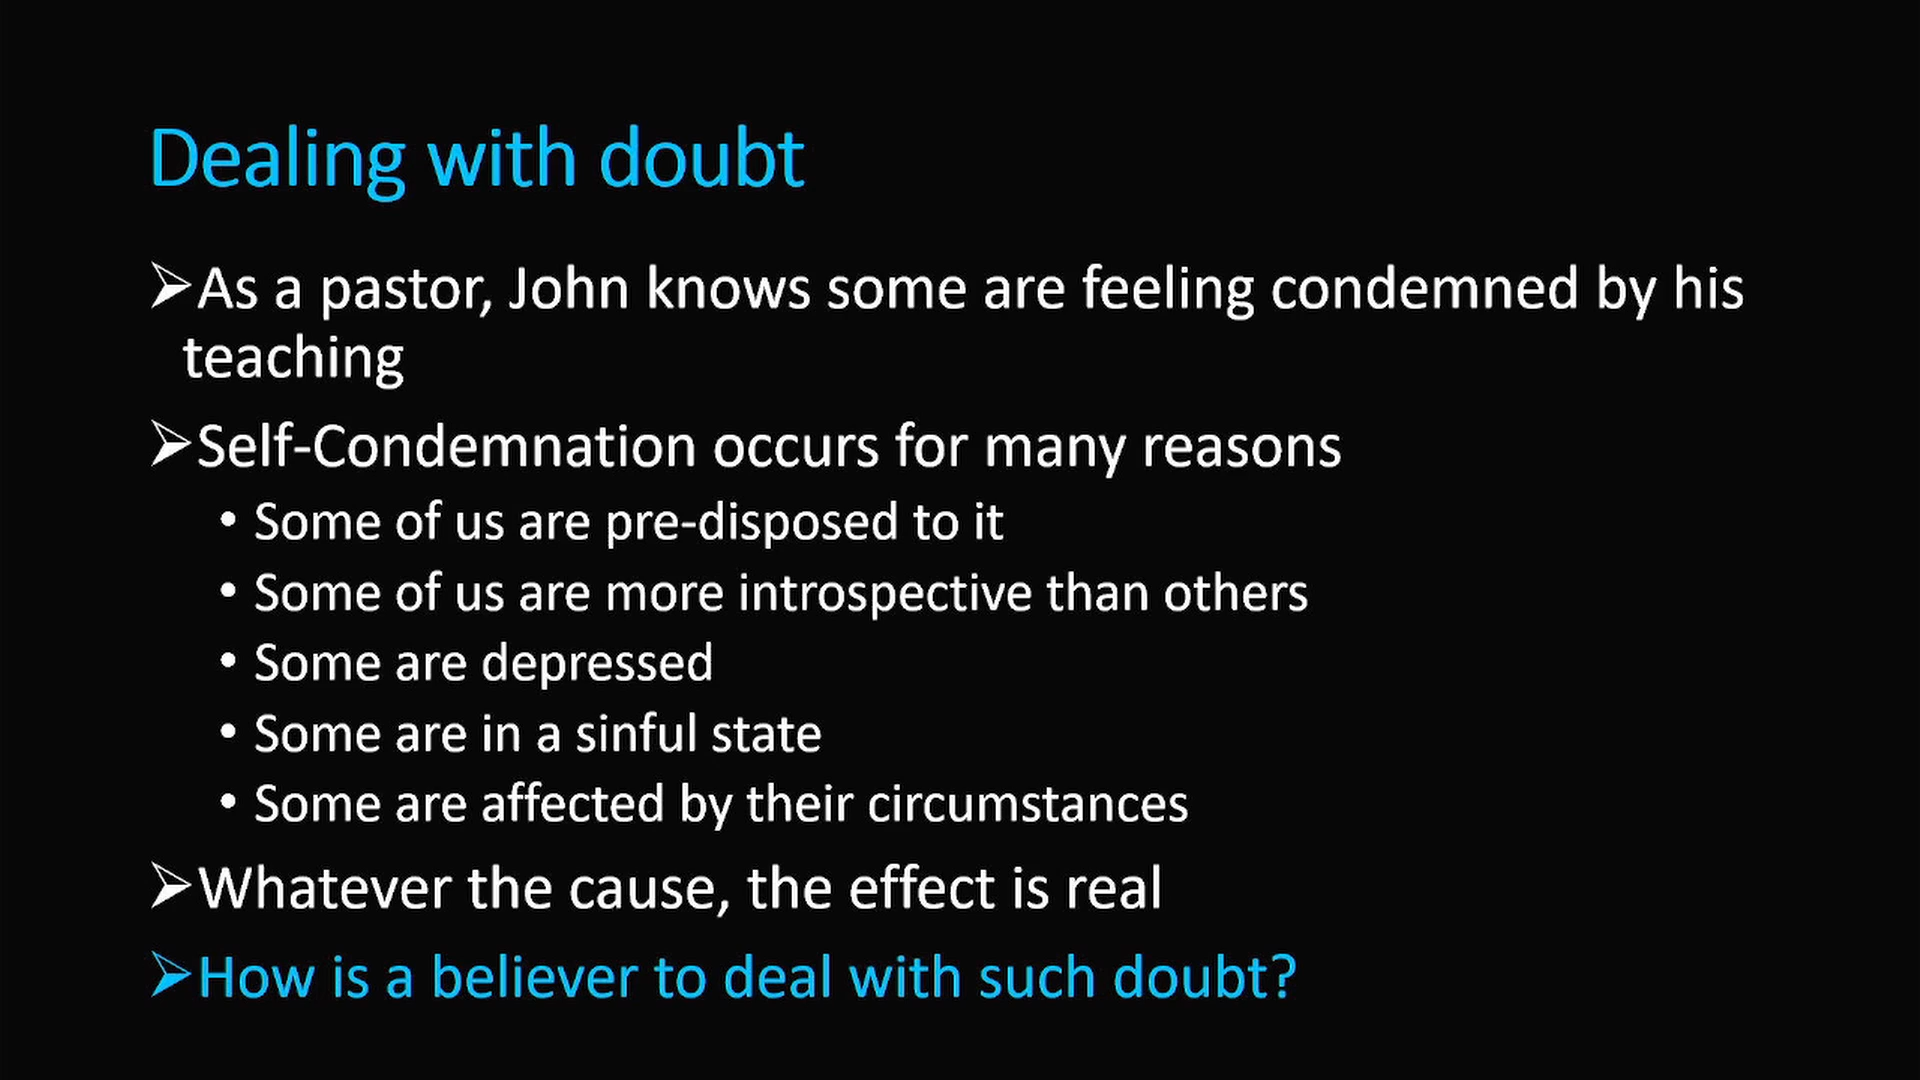 Dealing with doubt
➢As a pastor, John knows some are feeling condemned by his
teaching
➢Self-Condemnation occurs for many reasons
• Some of us are pre-disposed to it
• Some of us are more introspective than others
• Some are depressed
• Some are in a sinful state
• Some are affected by their circumstances
➢Whatever the cause, the effect is real
➢How is a believer to deal with such doubt?